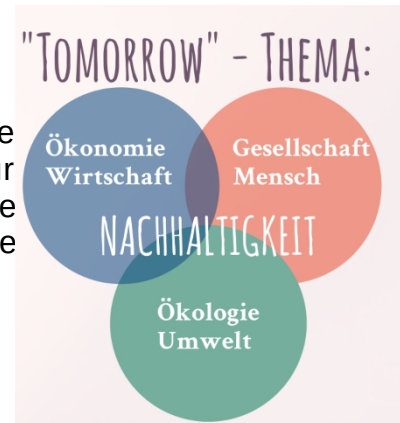 "TOMORROW" - THEMA:
Ökonomie
Wirtschaft
Gesellschaft
Mensch
NACHHALTIGKEIT
Ökologie
Umwelt